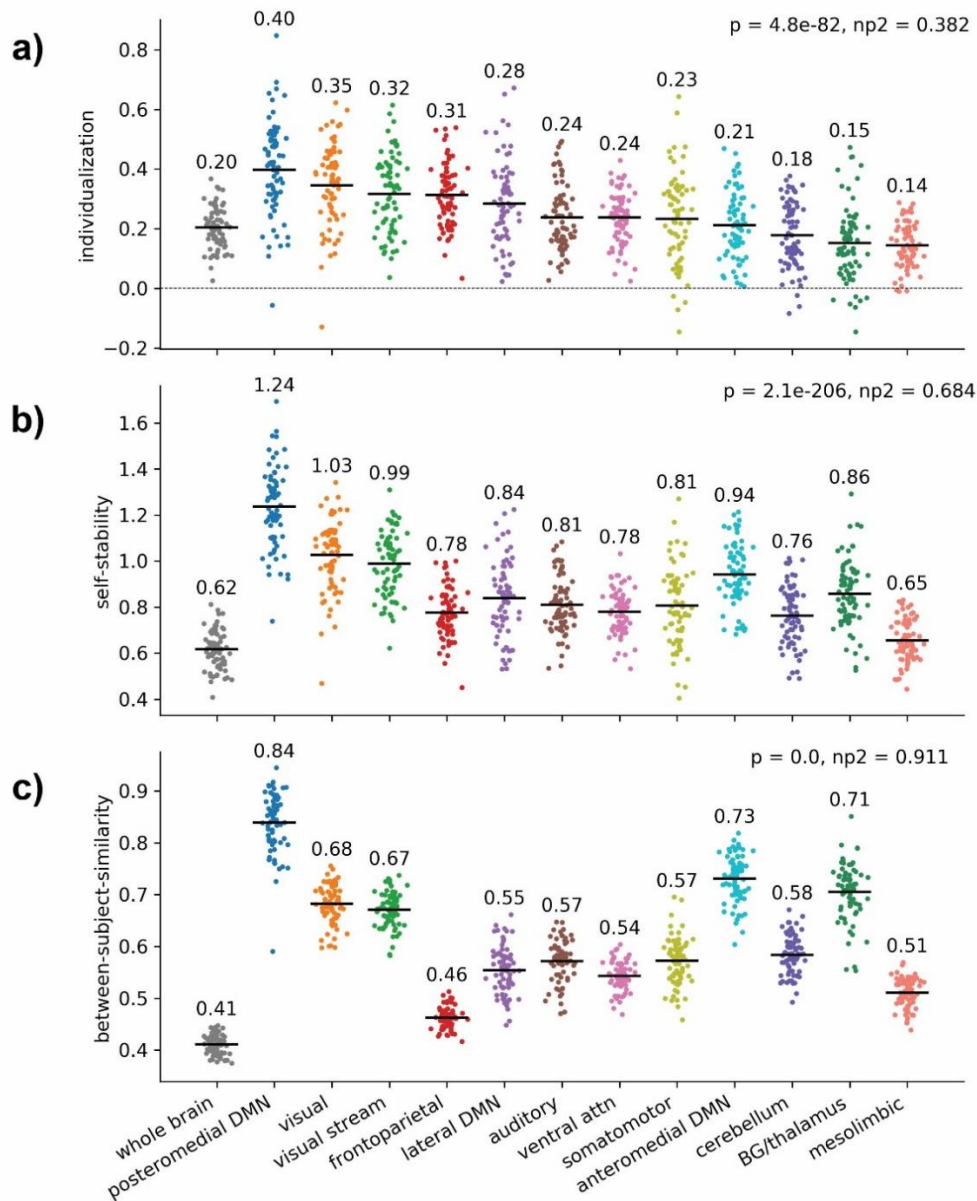 a)
p = 4.8e-82, np2 = 0.382
individualization
0.8
0.6
0.4
0.2
0.0
−0.2
0.20
0.40
0.35
0.32
0.31
0.28
0.24
0.24
0.23
0.21
0.18
0.15
0.14
b)
p = 2.1e-206, np2 = 0.684
self-stability
1.6
1.4
1.2
1.0
0.8
0.6
0.4
0.62
1.24
1.03
0.99
0.78
0.84
0.81
0.78
0.81
0.94
0.76
0.86
0.65
c)
p = 0.0, np2 = 0.911
between-subject-similarity
0.9
0.8
0.7
0.6
0.5
0.4
0.41
0.84
0.68
0.67
0.46
0.55
0.57
0.54
0.57
0.73
0.58
0.71
0.51
whole brain
posteromedial DMN
visual
visual stream
frontoparietal
lateral DMN
auditory
ventral attn
somatomotor
anteromedial DMN
cerebellum
BG/thalamus
mesolimbic